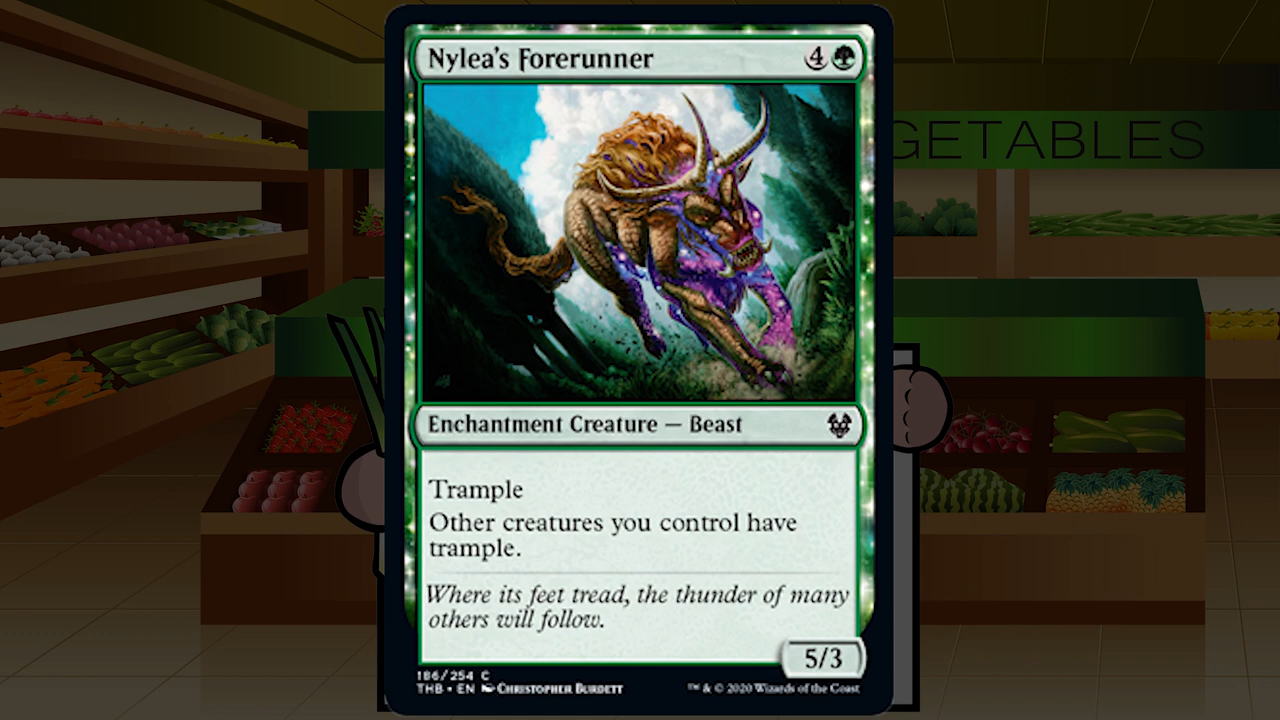 Nylea's Forerunner 4
GETABLES
Enchantment Creature — Beast
Trample
Other creatures you control have
trample.
Where its feet tread, the thunder of many
others will follow.
5/3
186/254 C
THB • EN Christopher Burdett
™ & © 2020 Wizards of the Coast